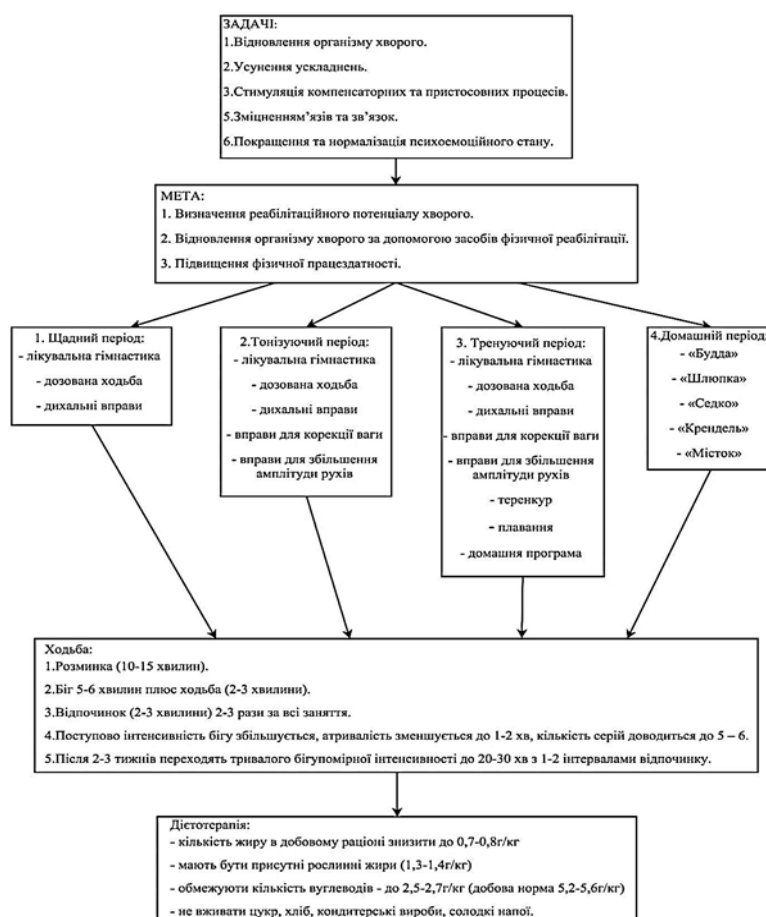 ЗАДАЧІ:
1.Відновлення організму хворого.
2.Усунення ускладнень.
3.Стимуляція компенсаторних та пристосовних процесів.
5.Зміцненням’язів та зв’язок.
6.Покращення та нормалізація психоемоційного стану.
МЕТА:
1. Визначення реабілітаційного потенціалу хворого.
2. Відновлення організму хворого за допомогою засобів фізичної реабілітації.
3. Підвищення фізичної працездатності.
1. Щадний період:
- лікувальна гімнастика
- дозована ходьба
- дихальні вправи
2.Тонізуючий період:
- лікувальна гімнастика
- дозована ходьба
- дихальні вправи
- вправи для корекції ваги
- вправи для збільшення
амплітуди рухів
3. Тренуючий період:
- лікувальна гімнастика
- дозована ходьба
- дихальні вправи
- вправи для корекції ваги
- вправи для збільшення
амплітуди рухів
- теренкур
- плавання
- домашня програма
4.Домашній період:
- «Будда»
- «Шлюпка»
- «Седко»
- «Крендель»
- «Місток»
Ходьба:
1.Розминка (10-15 хвилин).
2.Біг 5-6 хвилин плюс ходьба (2-3 хвилини).
3.Відпочинок (2-3 хвилини) 2-3 рази за всі заняття.
4.Поступово інтенсивність бігу збільшується, атривалість зменшується до 1-2 хв, кількість серій доводиться до 5 – 6.
5.Після 2-3 тижнів переходять тривалого бігупомірної інтенсивності до 20-30 хв з 1-2 інтервалами відпочинку.
Дієтотерапія:
- кількість жиру в добовому раціоні знизити до 0,7-0,8г/кг
- мають бути присутні рослинні жири (1,3-1,4г/кг)
- обмежують кількість вуглеводів - до 2,5-2,7г/кг (добова норма 5,2-5,6г/кг)
- не вживати цукр, хліб, кондитерські вироби, солодкі напої.